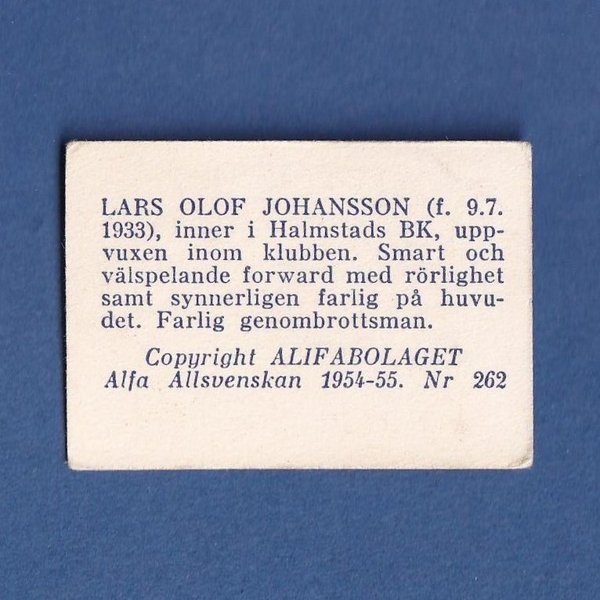 LARS OLOF JOHANSSON (f. 9.7.
1933), inner i Halmstads BK, upp-
vuxen inom klubben. Smart och
välspelande forward med rörlighet
samt synnerligen farlig på huvu-
det. Farlig genombrottsman.
Copyright ALIFABOLAGET
Alfa Allsvenskan 1954-55. Nr 262